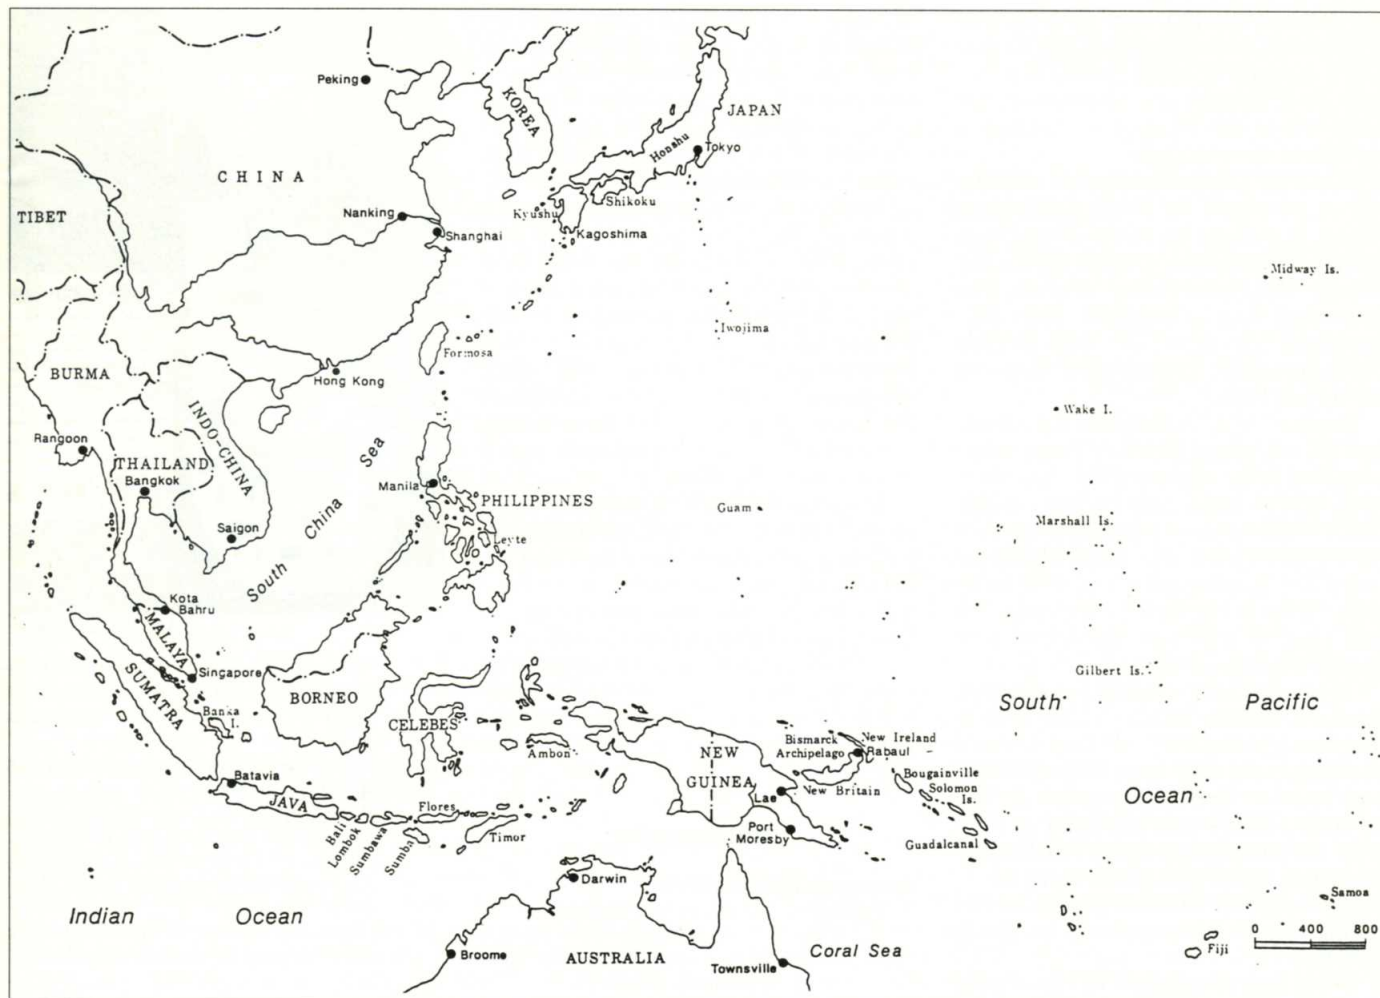 Peking
KOREA
JAPAN
Honshu
Tokyo
CHINA
TIBET
Nanking
Shanghai
Kyushu
Shikoku
Kagoshima
Midway Is.
Iwojima
Formosa
BURMA
Hong Kong
INDO-CHINA
Wake I.
Rangoon
THAILAND
Bangkok
South China Sea
Manila
PHILIPPINES
Guam
Marshall Is.
Saigon
Leyte
Kota
Bahru
MALAYA
Singapore
SUMATRA
BORNEO
Gilbert Is.
South Pacific
Banka
I.
CELEBES
Ambon
NEW
GUINEA
Bismarck
Archipelago
New Ireland
Rabaul
Bougainville
Solomon
Is.
Ocean
Batavia
JAVA
Lae
New Britain
Flores
Bali
Lombok
Sumbawa
Sumba
Timor
Port
Moresby
Guadalcanal
Darwin
Samoa
Indian Ocean
Broome
AUSTRALIA
Townsville
Coral Sea
Fiji
0 400 800